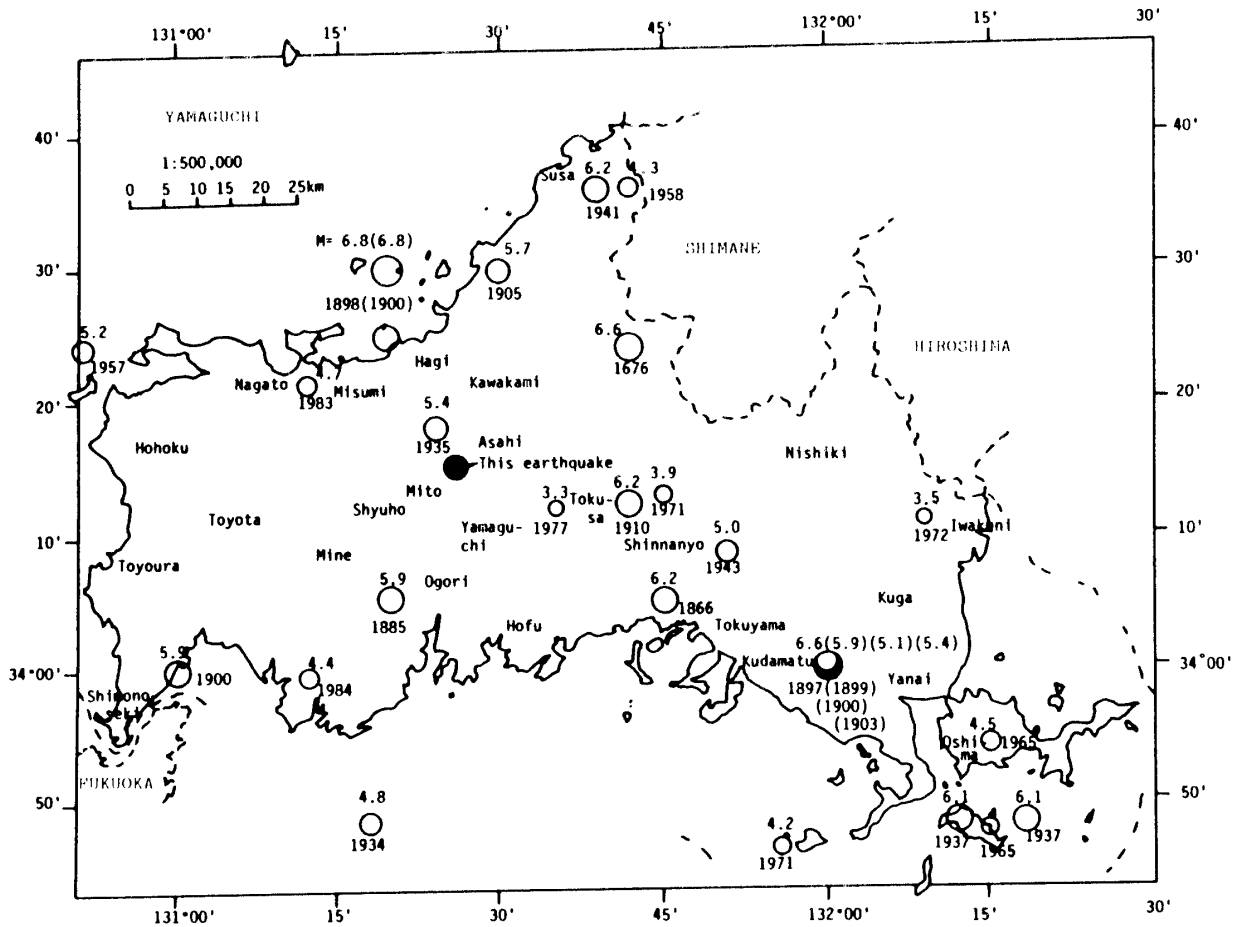 131°00' 15' 30' 45' 132°00' 15' 30'
YAMAGUCHI
1:500,000
0 5 10 15 20 25km
40' 40'
Susa 6.2 4.3
1941 1958
SHIMANE
M= 6.8(6.8)
1898(1900)
5.7
1905
30' 30'
5.2
1957
6.6
1676
HIROSHIMA
Hagi
Nagato
1983
Misumi
Kawakami
20' 20'
5.4
1935
Hohoku
Asahi
This earthquake
Nishiki
Mito
Shyuho
Toyota
3.3
1977
Toku-
sa
6.2
1910
3.9
1971
3.5
1972
Iwakuni
Yamagu-
chi
Shinnanyo
5.0
1943
10' 10'
Mine
Toyoura
Ogori
5.9
1885
6.2
1866
Kuga
Hofu
Tokuyama
6.6(5.9)(5.1)(5.4)
Kudamatu
1897(1899)
(1900)
(1903)
Yanai
5.9
1900
4.4
1984
34°00' 34°00'
Shimono
seki
FUKUOKA
4.5
1965
Oshi-
ma
50' 50'
4.8
1934
4.2
1971
6.1
1937
1965
6.1
1937
131°00' 15' 30' 45' 132°00' 15' 30'